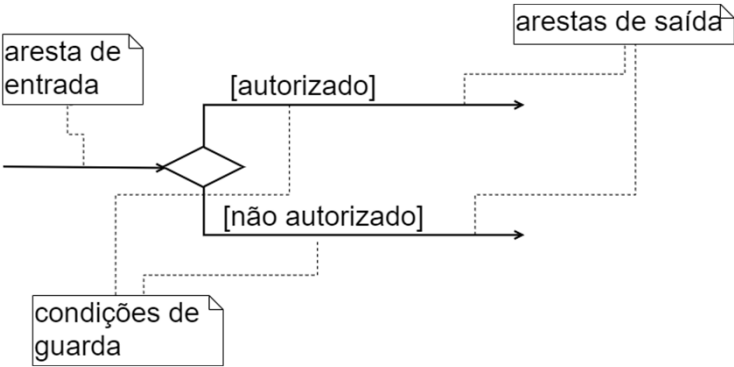 arestas de saída
aresta de
entrada
[autorizado]
[não autorizado]
condições de
guarda